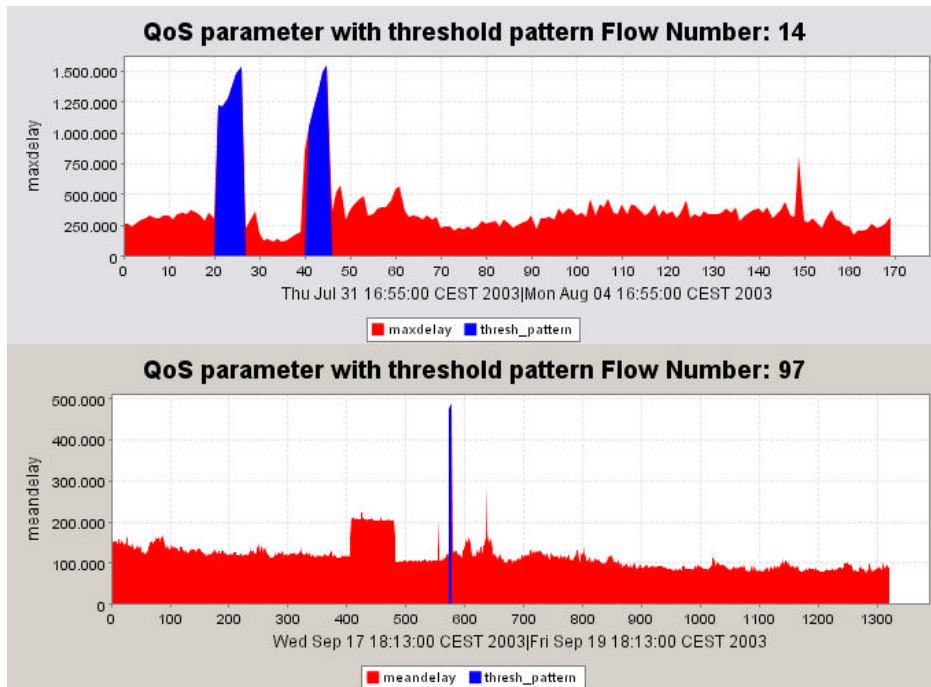 QoS parameter with threshold pattern Flow Number: 14
maxdelay
1.500.000
1.250.000
1.000.000
750.000
500.000
250.000
0
0 10 20 30 40 50 60 70 80 90 100 110 120 130 140 150 160 170
Thu Jul 31 16:55:00 CEST 2003|Mon Aug 04 16:55:00 CEST 2003
maxdelay thresh_pattern
QoS parameter with threshold pattern Flow Number: 97
meandelay
500.000
400.000
300.000
200.000
100.000
0
0 100 200 300 400 500 600 700 800 900 1000 1100 1200 1300
Wed Sep 17 18:13:00 CEST 2003|Fri Sep 19 18:13:00 CEST 2003
meandelay thresh_pattern